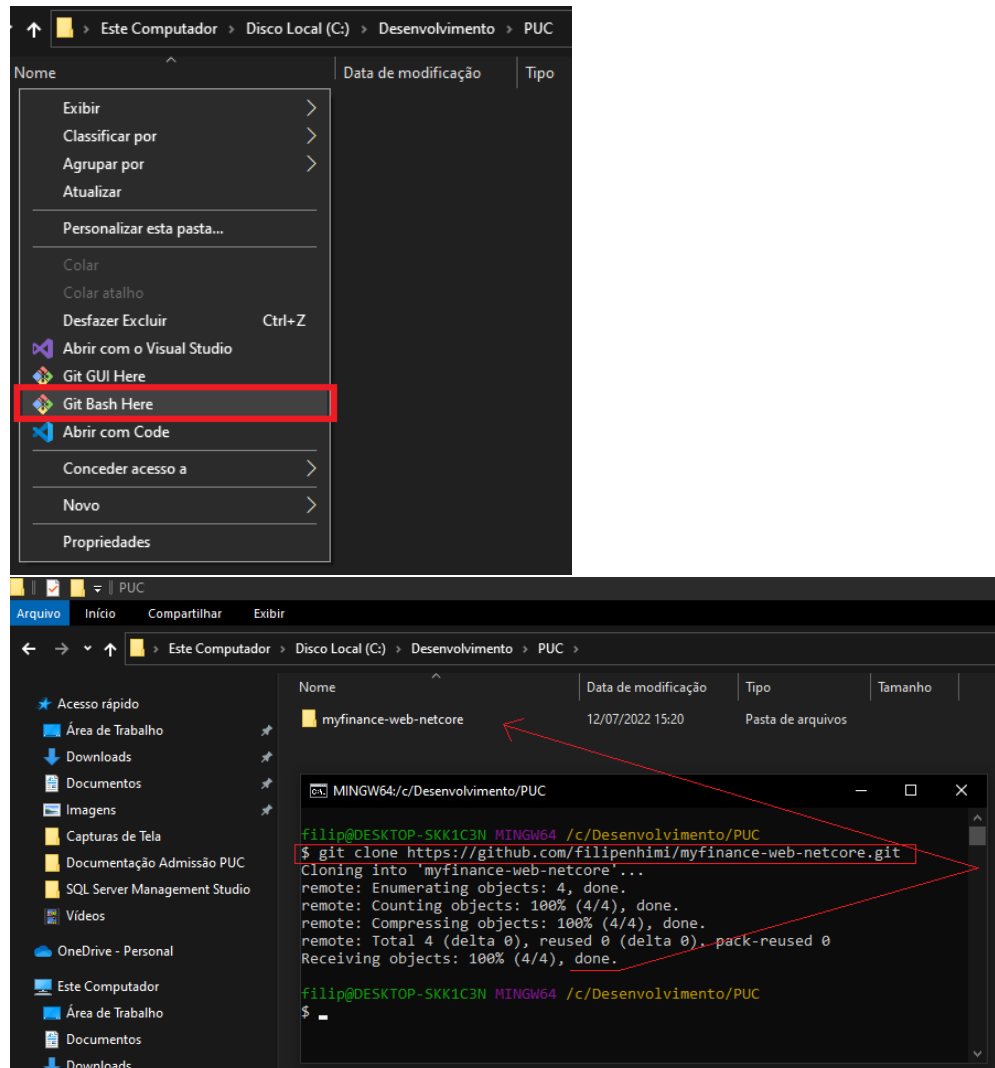 Este Computador > Disco Local (C:) > Desenvolvimento > PUC
Nome Data de modificação Tipo
Exibir
Classificar por
Agrupar por
Atualizar
Personalizar esta pasta...
Colar
Colar atalho
Desfazer Excluir Ctrl+Z
Abrir com o Visual Studio
Git GUI Here
Git Bash Here
Abrir com Code
Conceder acesso a
Novo
Propriedades
PUC
Arquivo Início Compartilhar Exibir
Este Computador > Disco Local (C:) > Desenvolvimento > PUC >
Nome Data de modificação Tipo Tamanho
myfinance-web-netcore 12/07/2022 15:20 Pasta de arquivos
Acesso rápido
Área de Trabalho
Downloads
Documentos
Imagens
Capturas de Tela
Documentação Admissão PUC
SQL Server Management Studio
Vídeos
OneDrive - Personal
Este Computador
Área de Trabalho
Documentos
Downloads
MINGW64:/c/Desenvolvimento/PUC
filip@DESKTOP-SKK1C3N MINGW64 /c/Desenvolvimento/PUC
$ git clone https://github.com/filipenhimi/myfinance-web-netcore.git
Cloning into 'myfinance-web-netcore'...
remote: Enumerating objects: 4, done.
remote: Counting objects: 100% (4/4), done.
remote: Compressing objects: 100% (4/4), done.
remote: Total 4 (delta 0), reused 0 (delta 0), pack-reused 0
Receiving objects: 100% (4/4), done.
filip@DESKTOP-SKK1C3N MINGW64 /c/Desenvolvimento/PUC
$